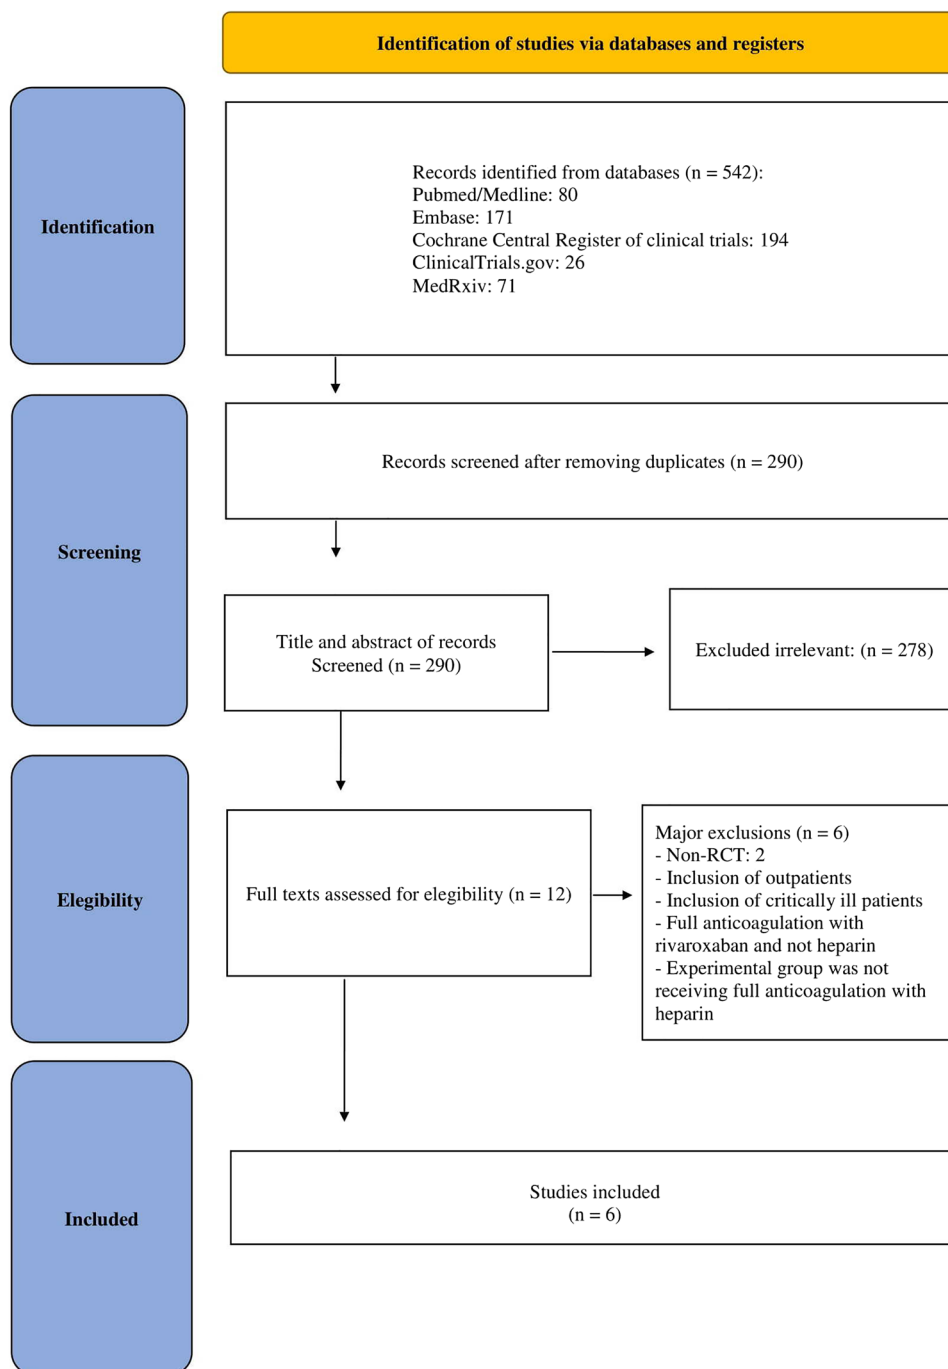 Identification of studies via databases and registers
Identification
Records identified from databases (n = 542):
Pubmed/Medline: 80
Embase: 171
Cochrane Central Register of clinical trials: 194
ClinicalTrials.gov: 26
MedRxiv: 71
Screening
Records screened after removing duplicates (n = 290)
Title and abstract of records
Screened (n = 290)
Excluded irrelevant: (n = 278)
Elegibility
Full texts assessed for elegibility (n = 12)
Major exclusions (n = 6)
- Non-RCT: 2
- Inclusion of outpatients
- Inclusion of critically ill patients
- Full anticoagulation with
rivaroxaban and not heparin
- Experimental group was not
receiving full anticoagulation with
heparin
Included
Studies included
(n = 6)